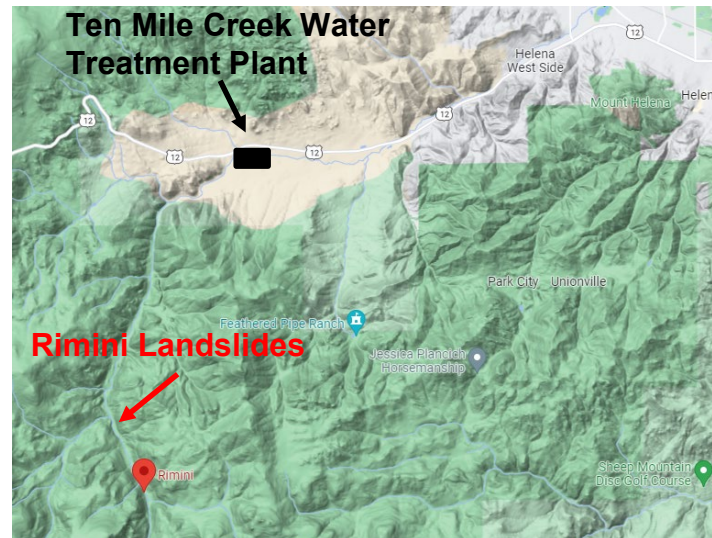 Ten Mile Creek Water
Treatment Plant
12
Helena
West Side
Mount Helena
Helen
12
12
12
12
Park City
Unionville
Feathered Pipe Ranch
Rimini Landslides
Jessica Plancich
Horsemanship
Rimini
Sheep Mountain
Disc Golf Course